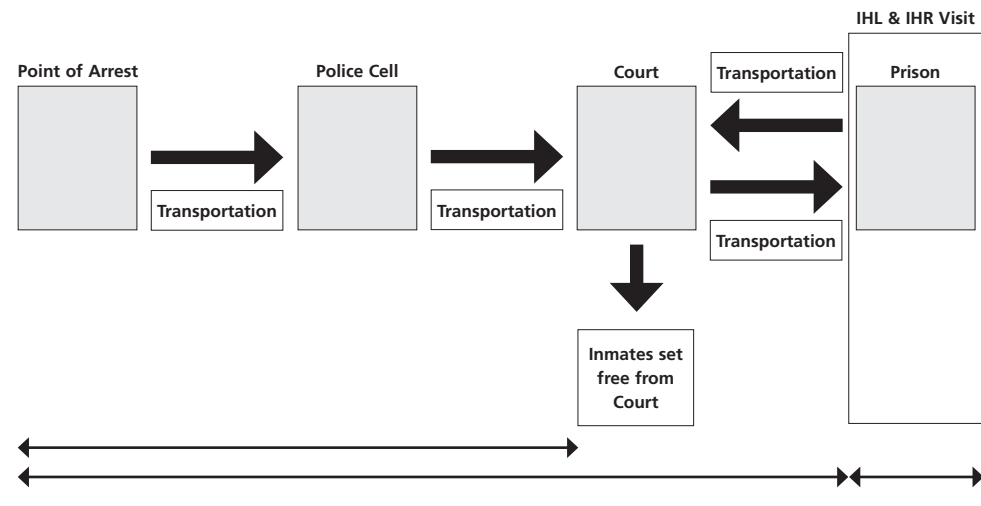 IHL & IHR Visit
Point of Arrest
Police Cell
Court
Transportation
Prison
Transportation
Transportation
Transportation
Inmates set
free from
Court